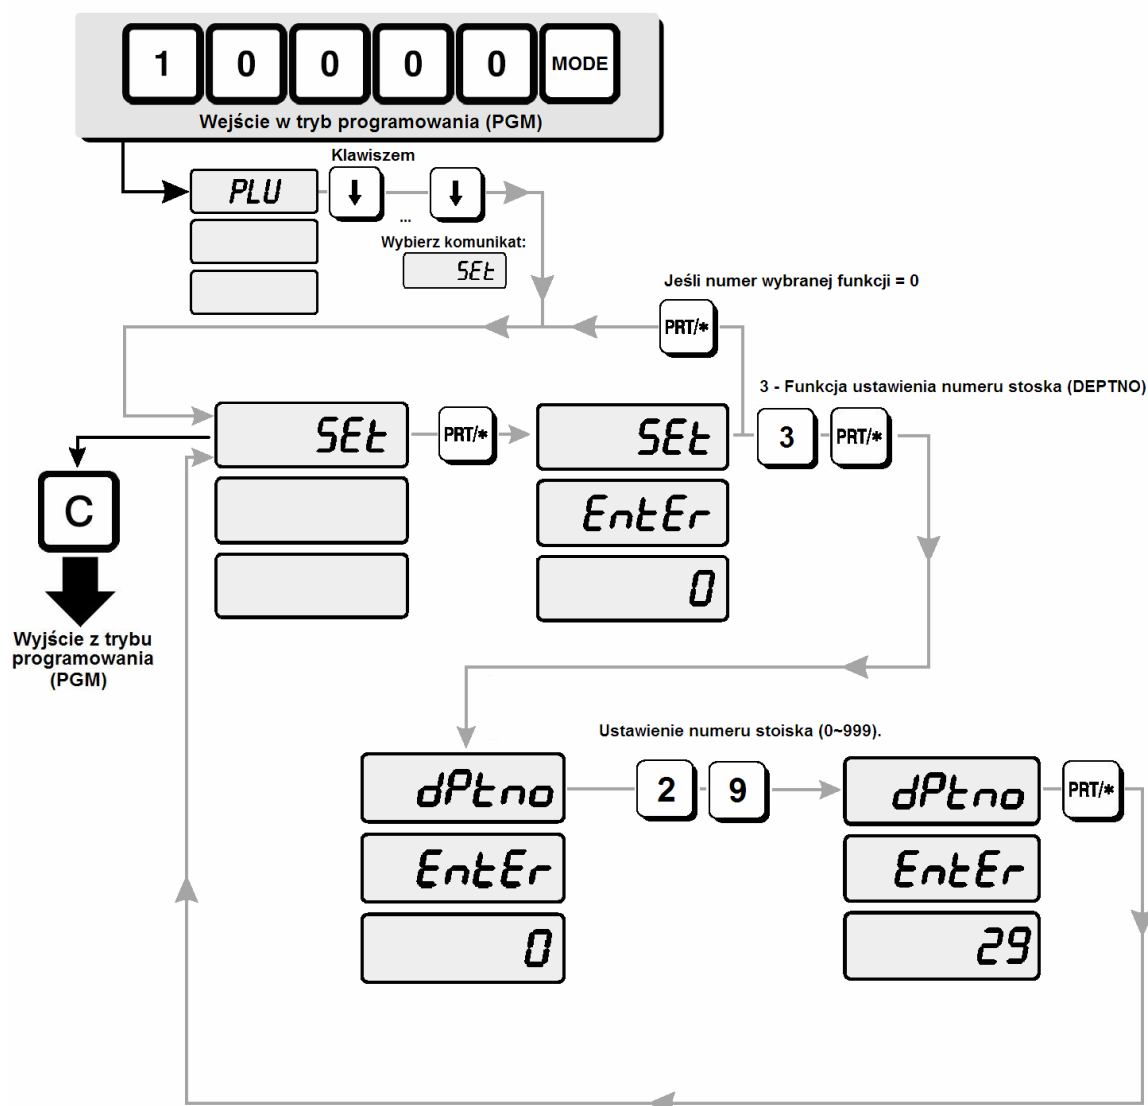 1 0 0 0 0 MODE
Wejście w tryb programowania (PGM)
Klawiszem
PLU
...
Wybierz komunikat:
SEt
Jeśli numer wybranej funkcji = 0
PRT/*
3 - Funkcja ustawienia numeru stoska (DEPTNO)
SEt PRT/* SEt 3 PRT/*
C
EntEr
0
Wyjście z trybu
programowania
(PGM)
Ustawienie numeru stoiska (0~999).
dPtno 2 9 dPtno PRT/*
EntEr EntEr
0 29